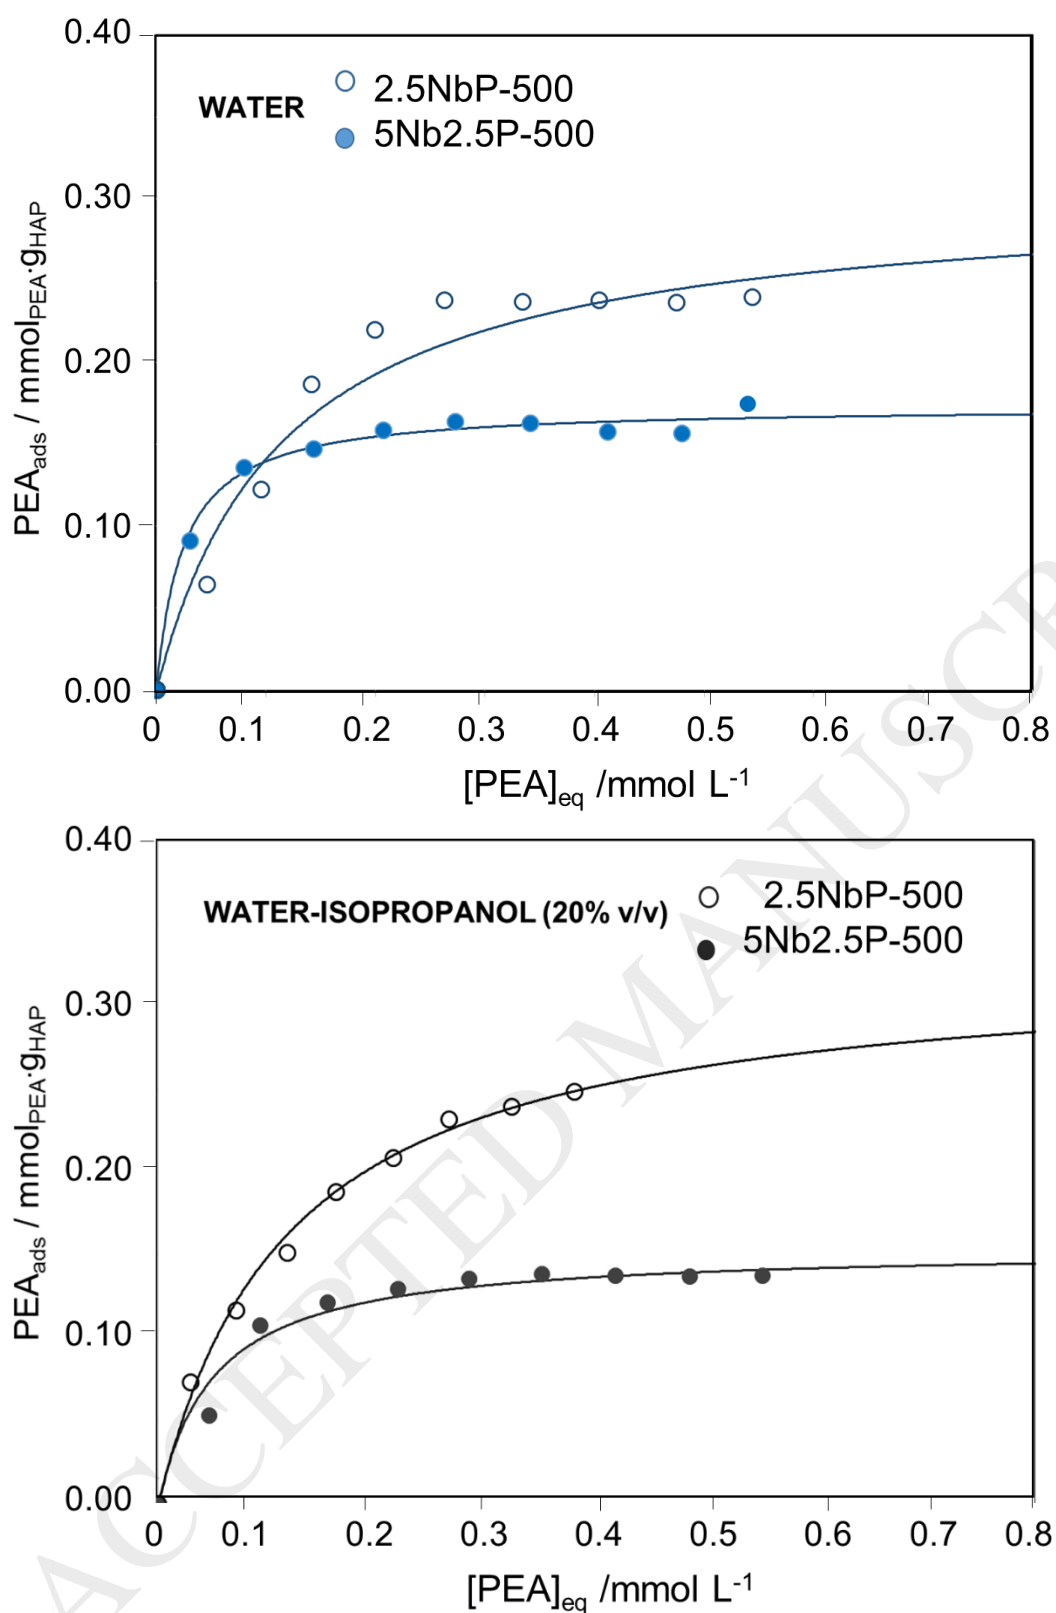 0.40
WATER
2.5NbP-500
5Nb2.5P-500
0.30
0.20
0.10
0.00
PEAads / mmolPEA·gHAP
0 0.1 0.2 0.3 0.4 0.5 0.6 0.7 0.8
[PEA]eq /mmol L-1
0.40
WATER-ISOPROPANOL (20% v/v)
2.5NbP-500
5Nb2.5P-500
0.30
0.20
0.10
0.00
PEAads / mmolPEA·gHAP
0 0.1 0.2 0.3 0.4 0.5 0.6 0.7 0.8
[PEA]eq /mmol L-1
ACCEPTED MANUSCR